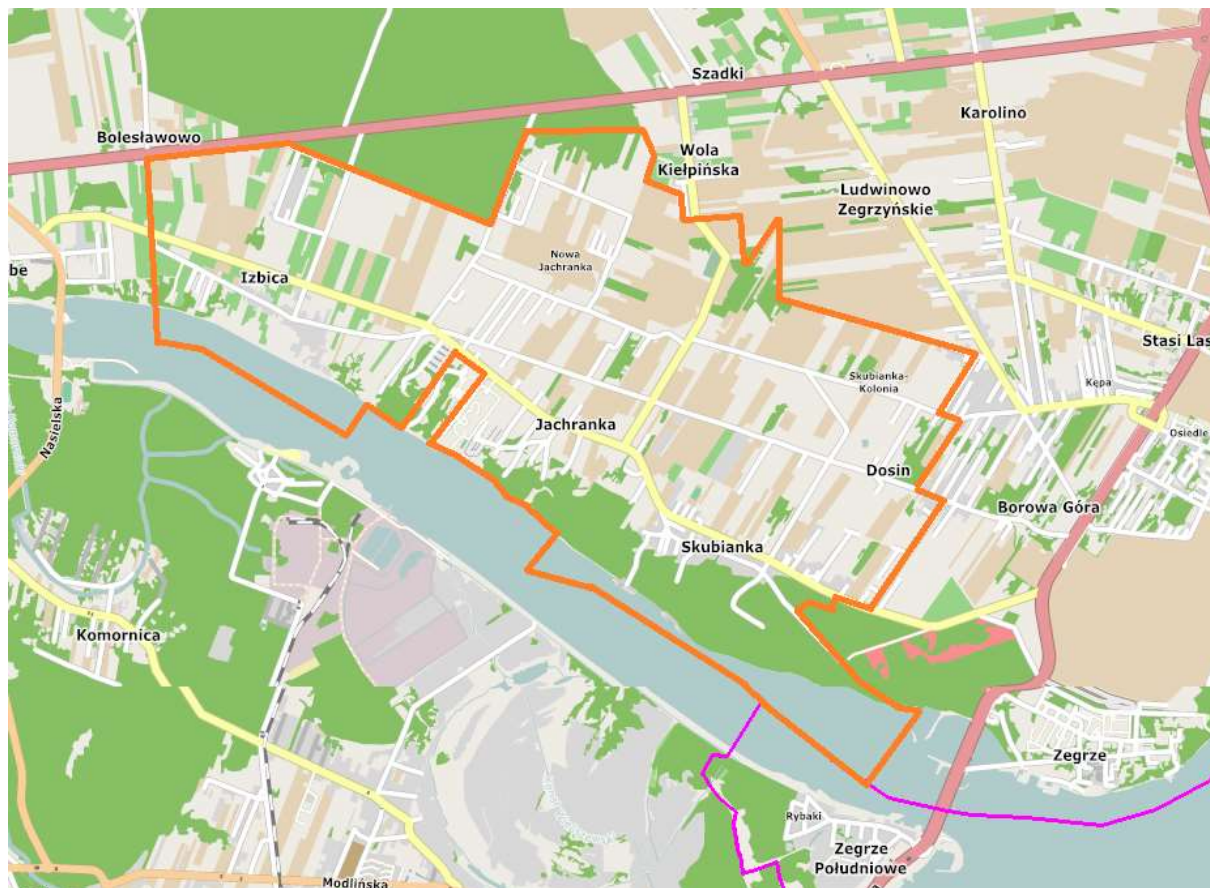 Szadki
Bolesławowo
Karolino
Wola
Kiełpińska
Ludwinowo
Zegrzyńskie
Nowa
Jachranka
be
Izbica
Stasi Las
Skubianka-
Kolonia
Kępa
Nasielska
Jachranka
Osiedle
Dosin
Borowa Góra
Skubianka
Komornica
Zegrze
Rybaki
Zegrze
Południowe
Modlińska